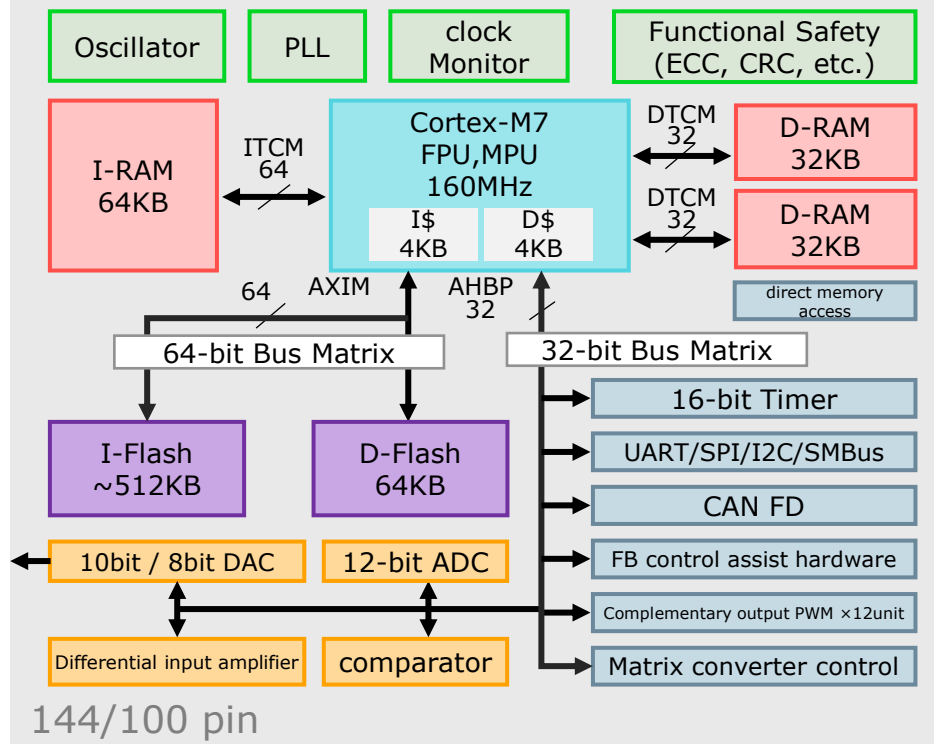 Oscillator
PLL
clock
Monitor
Functional Safety
(ECC, CRC, etc.)
I-RAM
64KB
ITCM
64
Cortex-M7
FPU,MPU
160MHz
I$
4KB
D$
4KB
DTCM
32
D-RAM
32KB
DTCM
32
D-RAM
32KB
64
AXIM
AHBP
32
direct memory
access
64-bit Bus Matrix
32-bit Bus Matrix
16-bit Timer
I-Flash
~512KB
D-Flash
64KB
UART/SPI/I2C/SMBus
CAN FD
10bit / 8bit DAC
12-bit ADC
FB control assist hardware
Complementary output PWM ×12unit
Differential input amplifier
comparator
Matrix converter control
144/100 pin